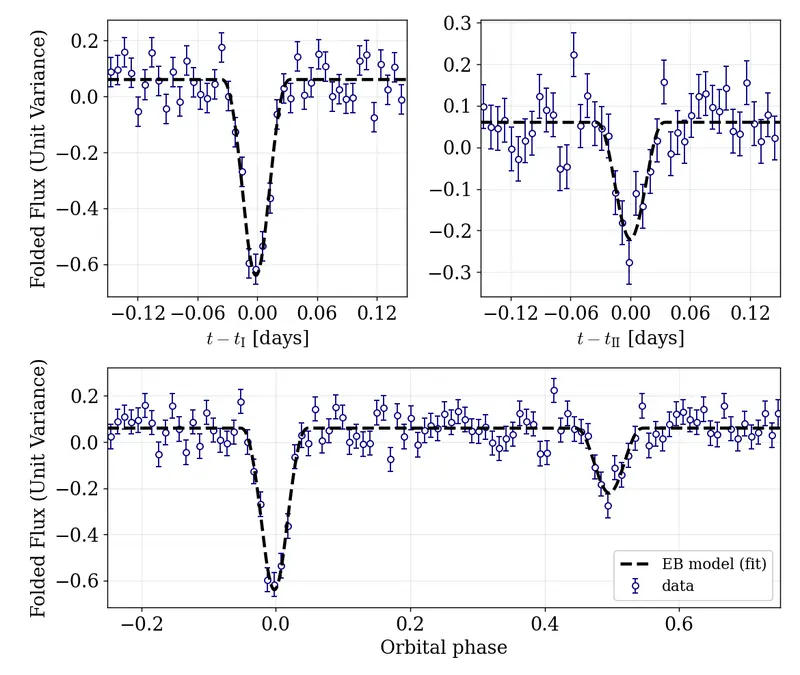 Folded Flux (Unit Variance)
0.2
0.0
−0.2
−0.4
−0.6
−0.12 −0.06 0.00 0.06 0.12
t − tI [days]
0.3
0.2
0.1
0.0
−0.1
−0.2
−0.3
−0.12 −0.06 0.00 0.06 0.12
t − tII [days]
Folded Flux (Unit Variance)
0.2
0.0
−0.2
−0.4
−0.6
EB model (fit)
data
−0.2 0.0 0.2 0.4 0.6
Orbital phase